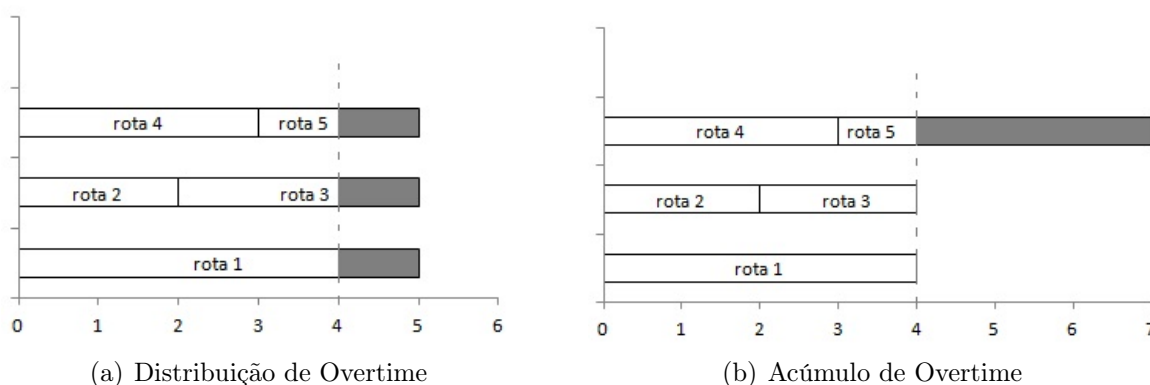 rota 4 rota 5
rota 2 rota 3
rota 1
0 1 2 3 4 5 6
(a) Distribuição de Overtime
rota 4 rota 5
rota 2 rota 3
rota 1
0 1 2 3 4 5 6 7
(b) Acúmulo de Overtime